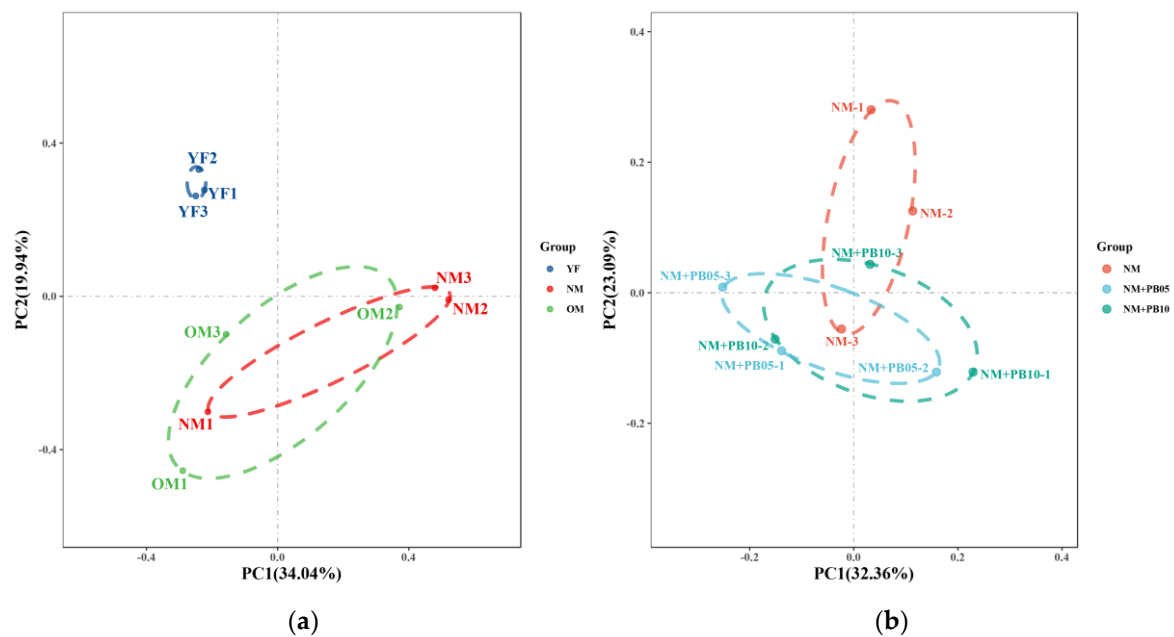 0.4
0.0
-0.4
PC2(19.94%)
YF2
YF1
YF3
NM3
NM2
OM2
OM3
NM1
OM1
-0.4
0.0
0.4
PC1(34.04%)
Group
YF
NM
OM
(a)
0.4
0.2
0.0
-0.2
PC2(23.09%)
NM-1
NM-2
NM+PB10-3
NM+PB05-3
NM-3
NM+PB10-2
NM+PB05-1
NM+PB05-2
NM+PB10-1
-0.2
0.0
0.2
0.4
PC1(32.36%)
Group
NM
NM+PB05
NM+PB10
(b)